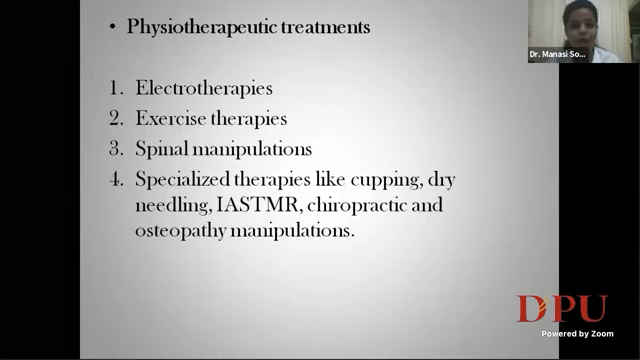 • Physiotherapeutic treatments
Dr. Manasi So...
1. Electrotherapies
2. Exercise therapies
3. Spinal manipulations
4. Specialized therapies like cupping, dry
needling, IASTMR, chiropractic and
osteopathy manipulations.
DPU
Powered by Zoom